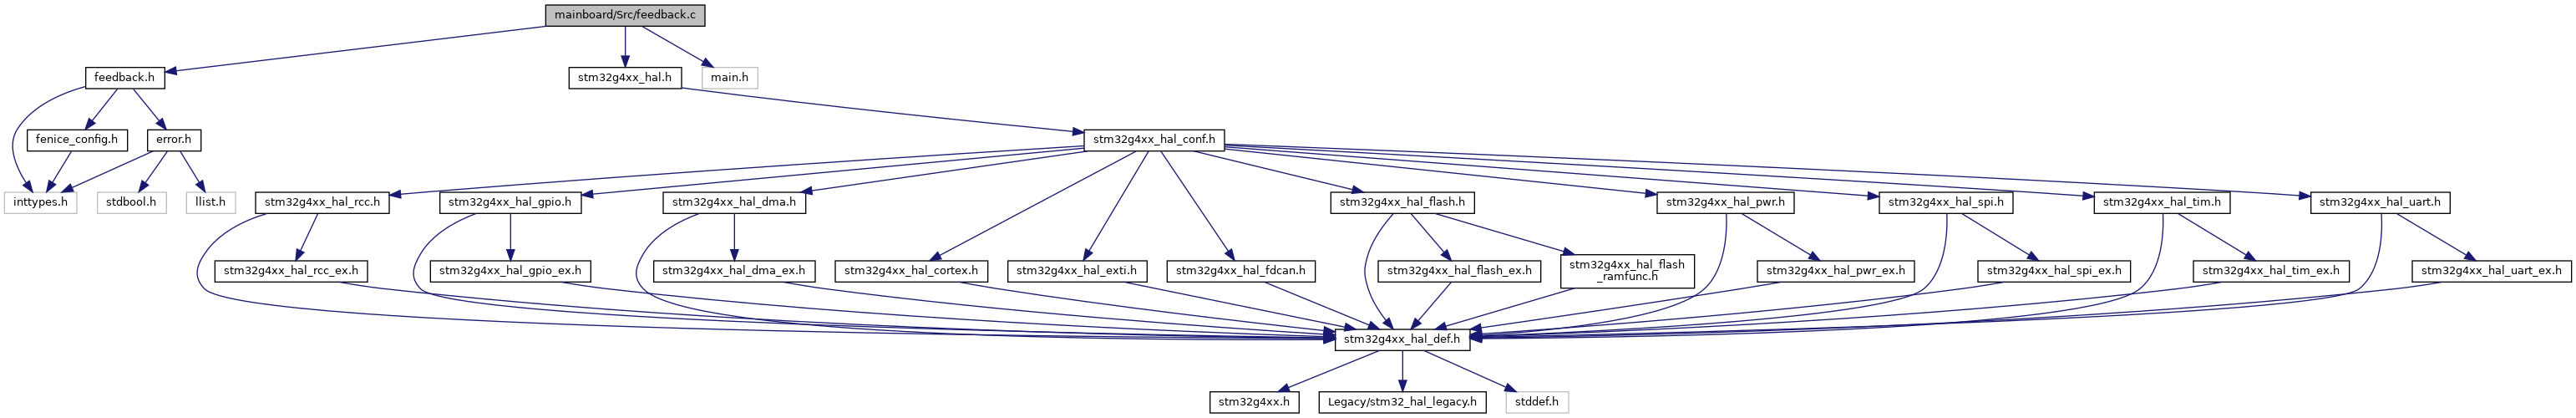 mainboard/Src/feedback.c
feedback.h
stm32g4xx_hal.h
main.h
fenice_config.h
error.h
stm32g4xx_hal_conf.h
inttypes.h
stdbool.h
llist.h
stm32g4xx_hal_rcc.h
stm32g4xx_hal_gpio.h
stm32g4xx_hal_dma.h
stm32g4xx_hal_flash.h
stm32g4xx_hal_pwr.h
stm32g4xx_hal_spi.h
stm32g4xx_hal_tim.h
stm32g4xx_hal_uart.h
stm32g4xx_hal_rcc_ex.h
stm32g4xx_hal_gpio_ex.h
stm32g4xx_hal_dma_ex.h
stm32g4xx_hal_cortex.h
stm32g4xx_hal_exti.h
stm32g4xx_hal_fdcan.h
stm32g4xx_hal_flash_ex.h
stm32g4xx_hal_flash
_ramfunc.h
stm32g4xx_hal_pwr_ex.h
stm32g4xx_hal_spi_ex.h
stm32g4xx_hal_tim_ex.h
stm32g4xx_hal_uart_ex.h
stm32g4xx_hal_def.h
stm32g4xx.h
Legacy/stm32_hal_legacy.h
stddef.h